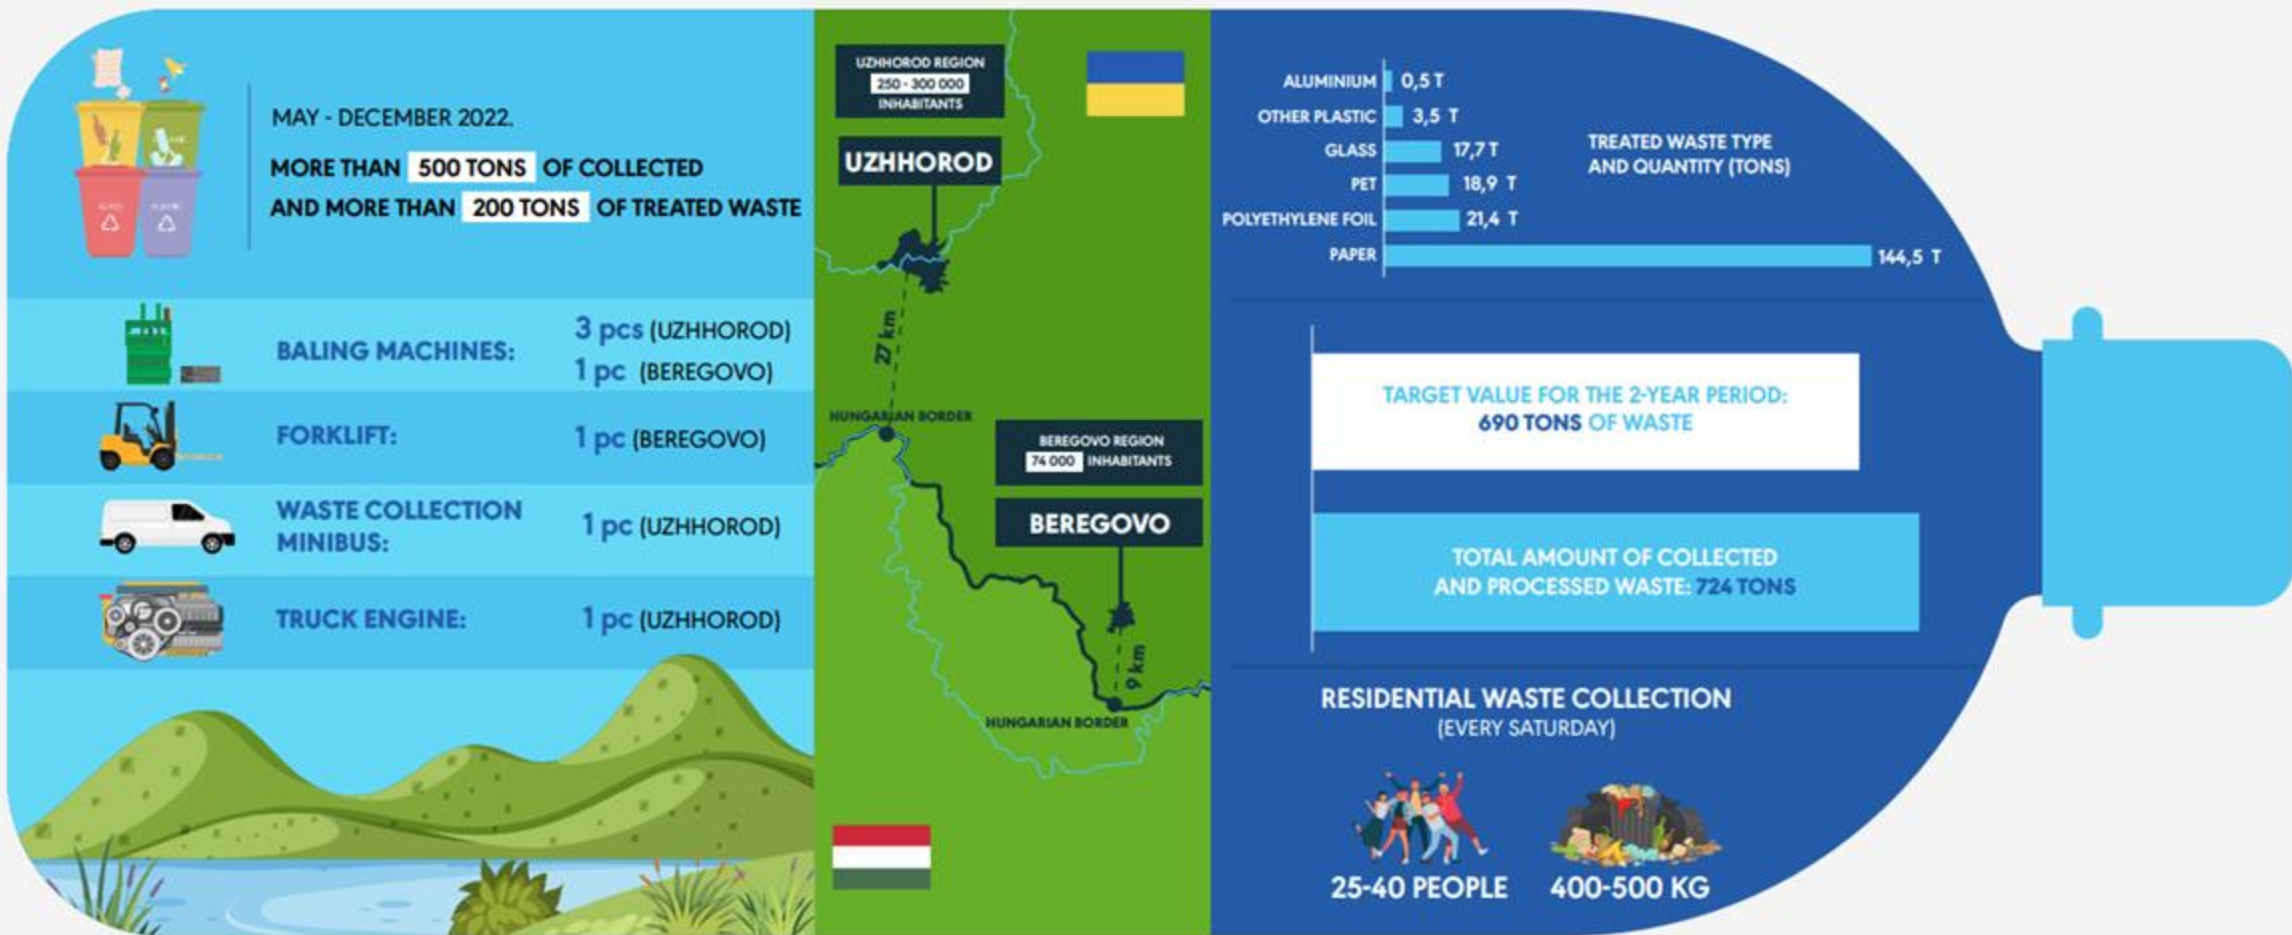 MAY - DECEMBER 2022.
MORE THAN 500 TONS OF COLLECTED
AND MORE THAN 200 TONS OF TREATED WASTE
BALING MACHINES:
3 pcs (UZHHOROD)
1 pc (BEREGOVO)
FORKLIFT:
1 pc (BEREGOVO)
WASTE COLLECTION
MINIBUS:
1 pc (UZHHOROD)
TRUCK ENGINE:
1 pc (UZHHOROD)
UZHHOROD REGION
250 - 300 000
INHABITANTS
UZHHOROD
27 km
HUNGARIAN BORDER
BEREGOVO REGION
74 000 INHABITANTS
BEREGOVO
9 km
HUNGARIAN BORDER
ALUMINIUM 0,5 T
OTHER PLASTIC 3,5 T
GLASS 17,7 T
PET 18,9 T
POLYETHYLENE FOIL 21,4 T
PAPER 144,5 T
TREATED WASTE TYPE
AND QUANTITY (TONS)
TARGET VALUE FOR THE 2-YEAR PERIOD:
690 TONS OF WASTE
TOTAL AMOUNT OF COLLECTED
AND PROCESSED WASTE: 724 TONS
RESIDENTIAL WASTE COLLECTION
(EVERY SATURDAY)
25-40 PEOPLE
400-500 KG